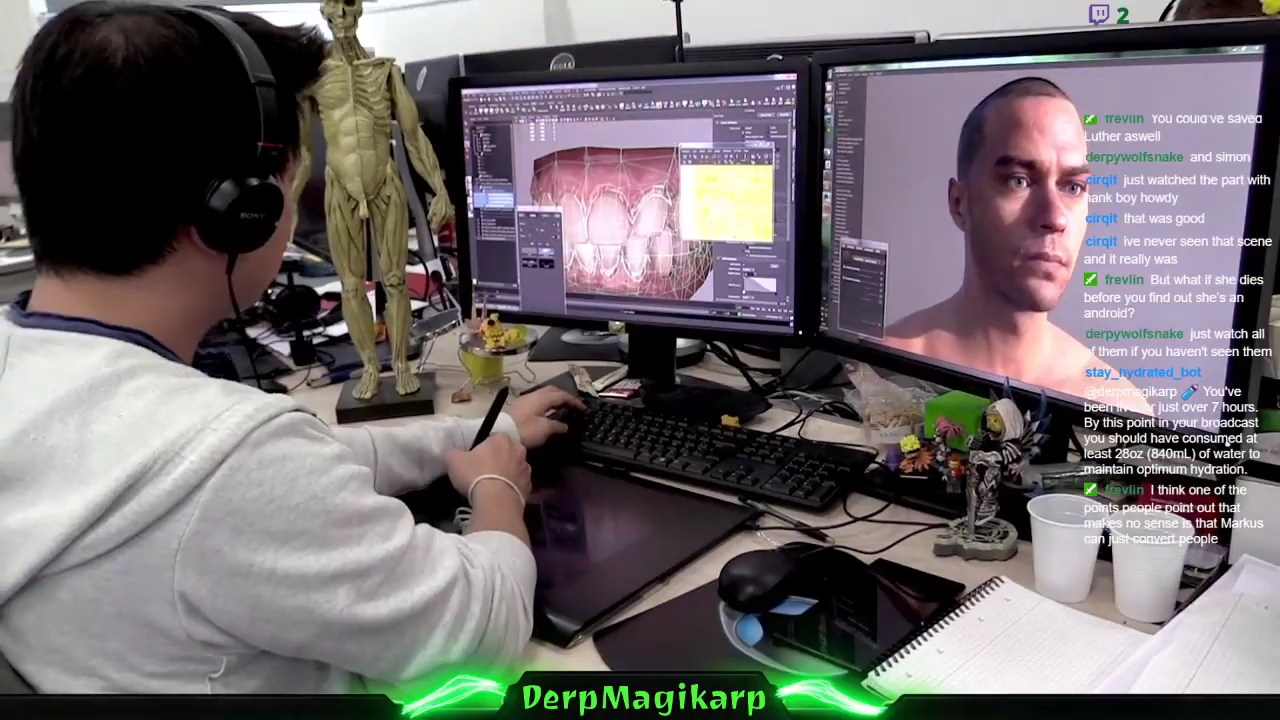 2
frevlin You could've saved
Luther aswell
derpywolfsnake and simon
cirqit just watched the part with
hank boy howdy
cirqit that was good
cirqit ive never seen that scene
and it really was
frevlin But what if she dies
before you find out she's an
android?
derpywolfsnake just watch all
of them if you haven't seen them
stay_hydrated_bot
@derpmagikarp You've
been live for just over 7 hours.
By this point in your broadcast
you should have consumed at
least 28oz (840mL) of water to
maintain optimum hydration.
frevlin I think one of the
points people point out that
makes no sense is that Markus
can just convert people
SONY
DerpMagikarp